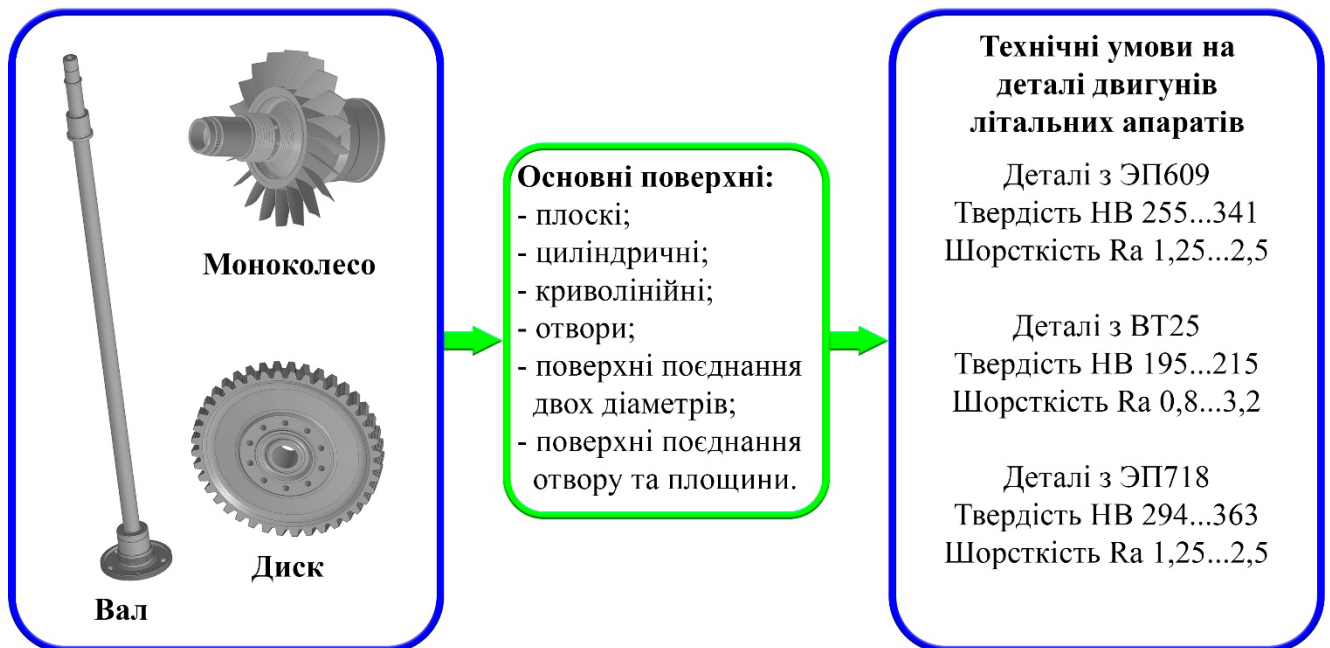 Моноколесо
Диск
Вал
Основні поверхні:
- плоскі;
- циліндричні;
- криволінійні;
- отвори;
- поверхні поєднання
двох діаметрів;
- поверхні поєднання
отвору та площини.
Технічні умови на
деталі двигунів
літальних апаратів
Деталі з ЭП609
Твердість HB 255...341
Шорсткість Ra 1,25...2,5
Деталі з ВТ25
Твердість HB 195...215
Шорсткість Ra 0,8...3,2
Деталі з ЭП718
Твердість HB 294...363
Шорсткість Ra 1,25...2,5